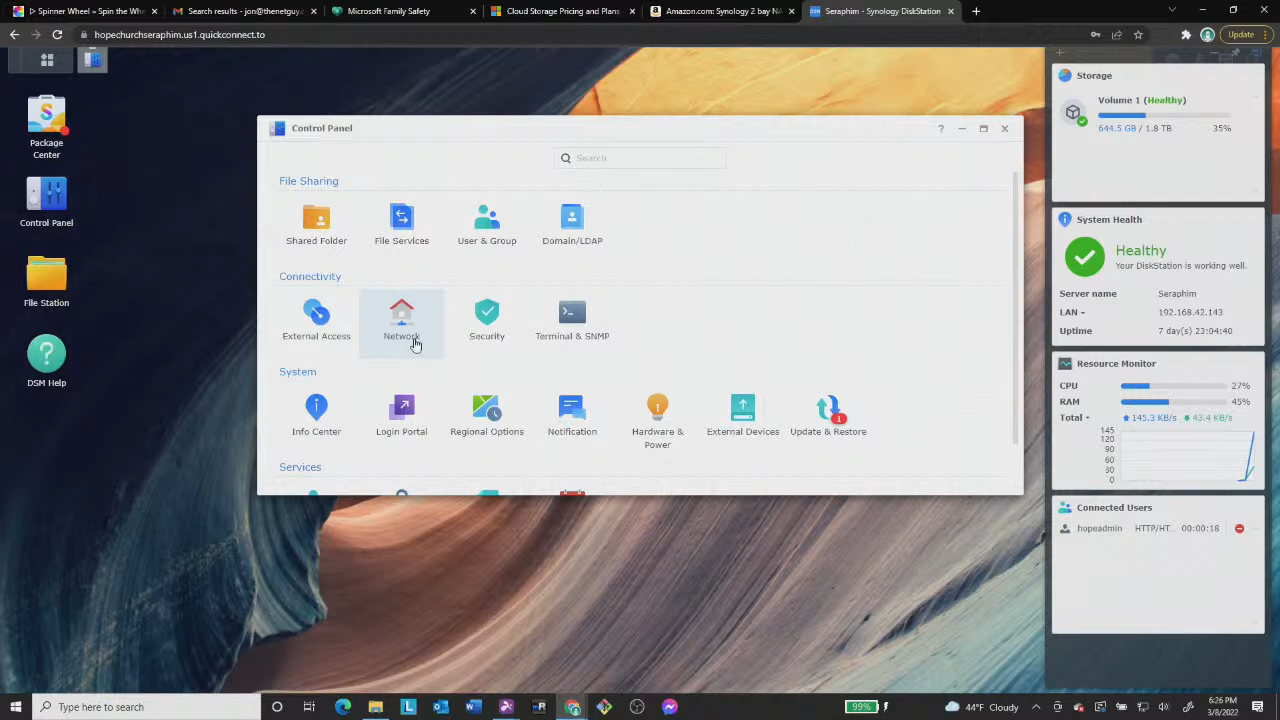 Spinner Wheel » Spin the Whe
Search results - jon@thenetguy.c
Microsoft Family Safety
Cloud Storage Pricing and Plans
Amazon.com: Synology 2 bay NA
Seraphim - Synology DiskStation
hopechurchseraphim.us1.quickconnect.to
Update
Package
Center
Control Panel
File Station
DSM Help
Control Panel
Search
File Sharing
Shared Folder
File Services
User & Group
Domain/LDAP
Connectivity
External Access
Network
Security
Terminal & SNMP
System
Info Center
Login Portal
Regional Options
Notification
Hardware &
Power
External Devices
1
Update & Restore
Services
Storage
Volume 1 (Healthy)
644.5 GB / 1.8 TB 35%
System Health
Healthy
Your DiskStation is working well.
Server name Seraphim
LAN 192.168.42.143
Uptime 7 day(s) 23:04:40
Resource Monitor
CPU 27%
RAM 45%
Total 145.3 KB/s 43.4 KB/s
145
120
90
60
30
0
Connected Users
hopeadmin HTTP/HT... 00:00:18
Type here to search
99%
44°F Cloudy
6:26 PM
3/8/2022